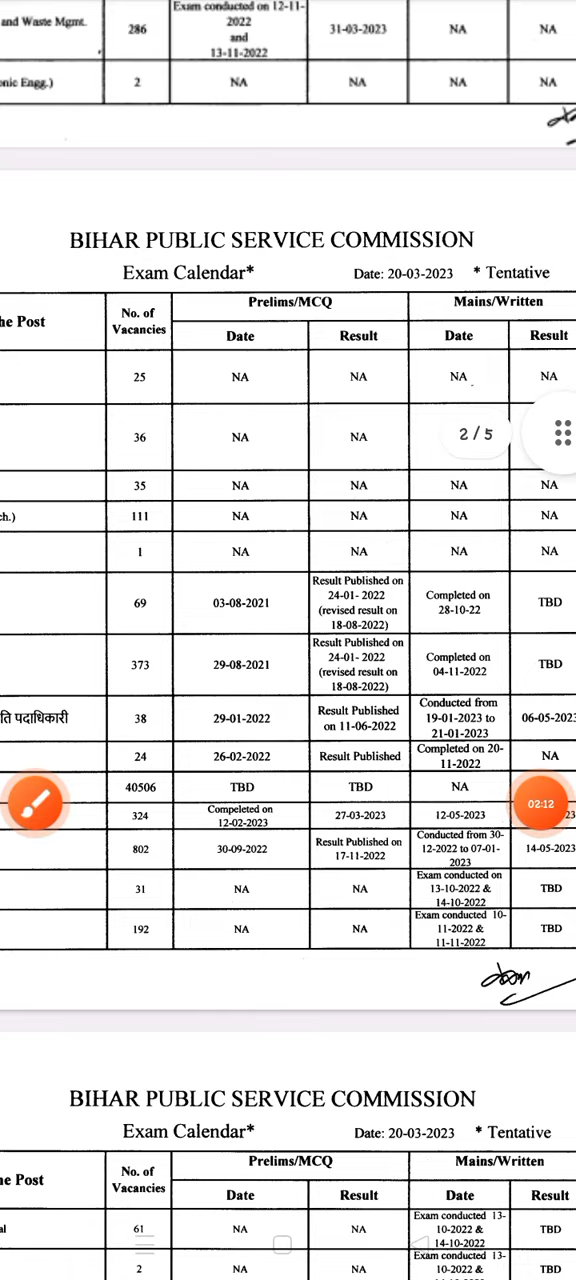 and Waste Mgmt. 286 Exam conducted on 12-11-2022 and 13-11-2022 31-03-2023 NA NA
onic Engg.) 2 NA NA NA NA
BIHAR PUBLIC SERVICE COMMISSION
Exam Calendar* Date: 20-03-2023 * Tentative
he Post No. of Vacancies Prelims/MCQ Mains/Written
Date Result Date Result
25 NA NA NA NA
36 NA NA 2 / 5
35 NA NA NA NA
ch.) 111 NA NA NA NA
1 NA NA NA NA
69 03-08-2021 Result Published on 24-01- 2022 (revised result on 18-08-2022) Completed on 28-10-22 TBD
373 29-08-2021 Result Published on 24-01- 2022 (revised result on 18-08-2022) Completed on 04-11-2022 TBD
ति पदाधिकारी 38 29-01-2022 Result Published on 11-06-2022 Conducted from 19-01-2023 to 21-01-2023 06-05-2023
24 26-02-2022 Result Published Completed on 20-11-2022 NA
40506 TBD TBD NA
02:12
324 Compeleted on 12-02-2023 27-03-2023 12-05-2023 23
802 30-09-2022 Result Published on 17-11-2022 Conducted from 30-12-2022 to 07-01-2023 14-05-2023
31 NA NA Exam conducted on 13-10-2022 & 14-10-2022 TBD
192 NA NA Exam conducted 10-11-2022 & 11-11-2022 TBD
BIHAR PUBLIC SERVICE COMMISSION
Exam Calendar* Date: 20-03-2023 * Tentative
he Post No. of Vacancies Prelims/MCQ Mains/Written
Date Result Date Result
al 61 NA NA Exam conducted 13-10-2022 & 14-10-2022 TBD
2 NA NA Exam conducted 13-10-2022 & TBD